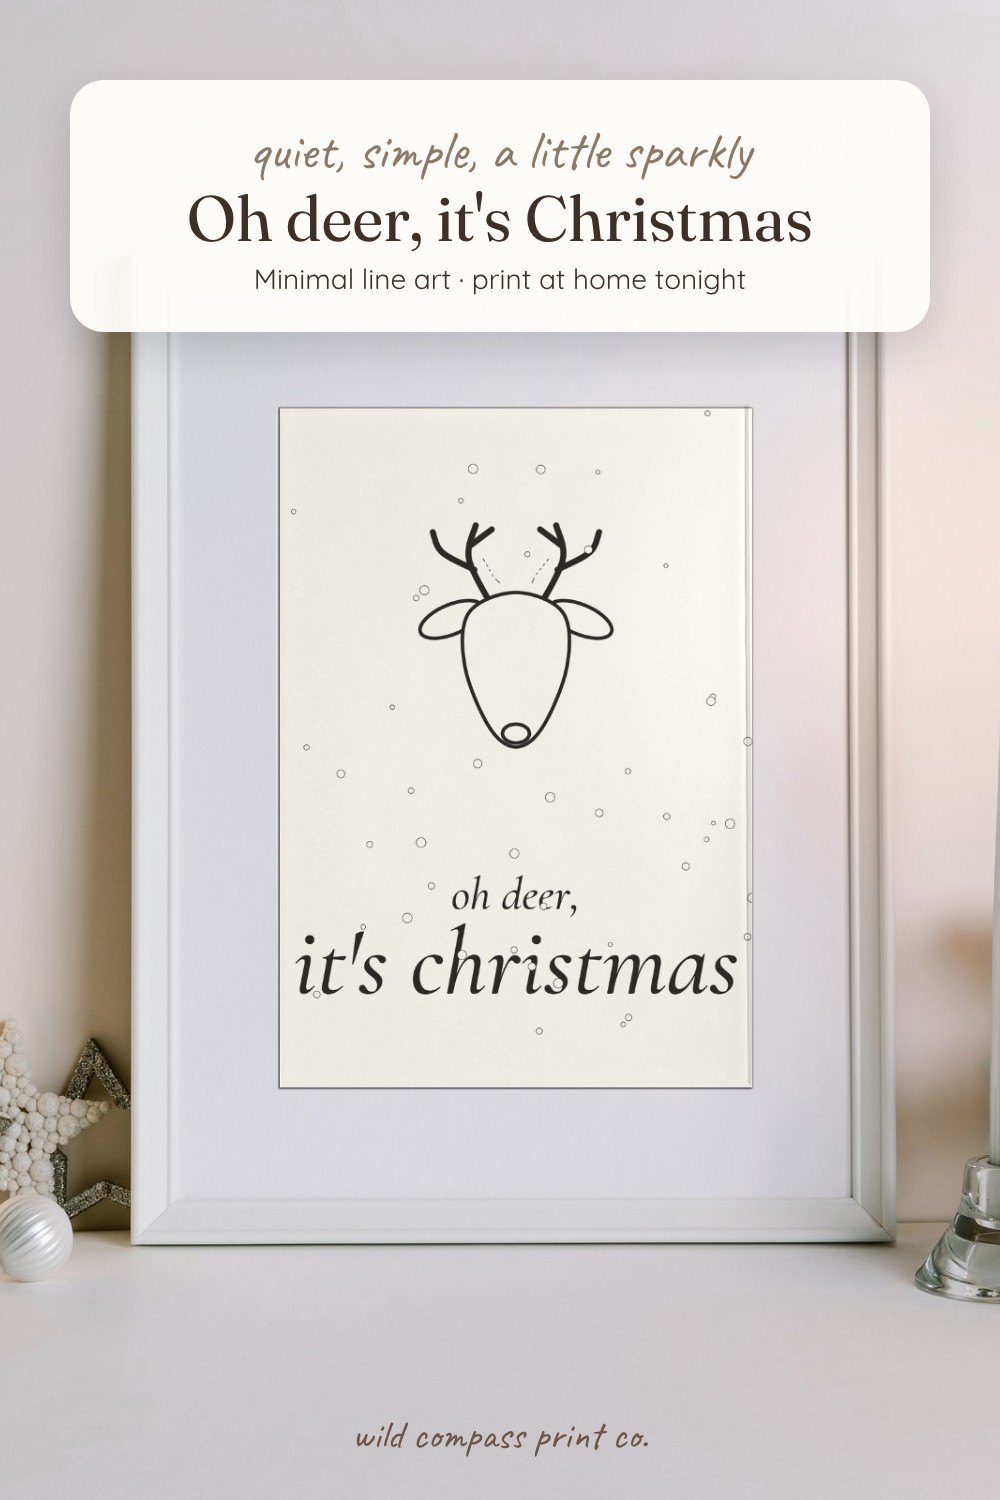 quiet, simple, a little sparkly
Oh deer, it's Christmas
Minimal line art · print at home tonight
oh deer,
it's christmas
wild compass print co.